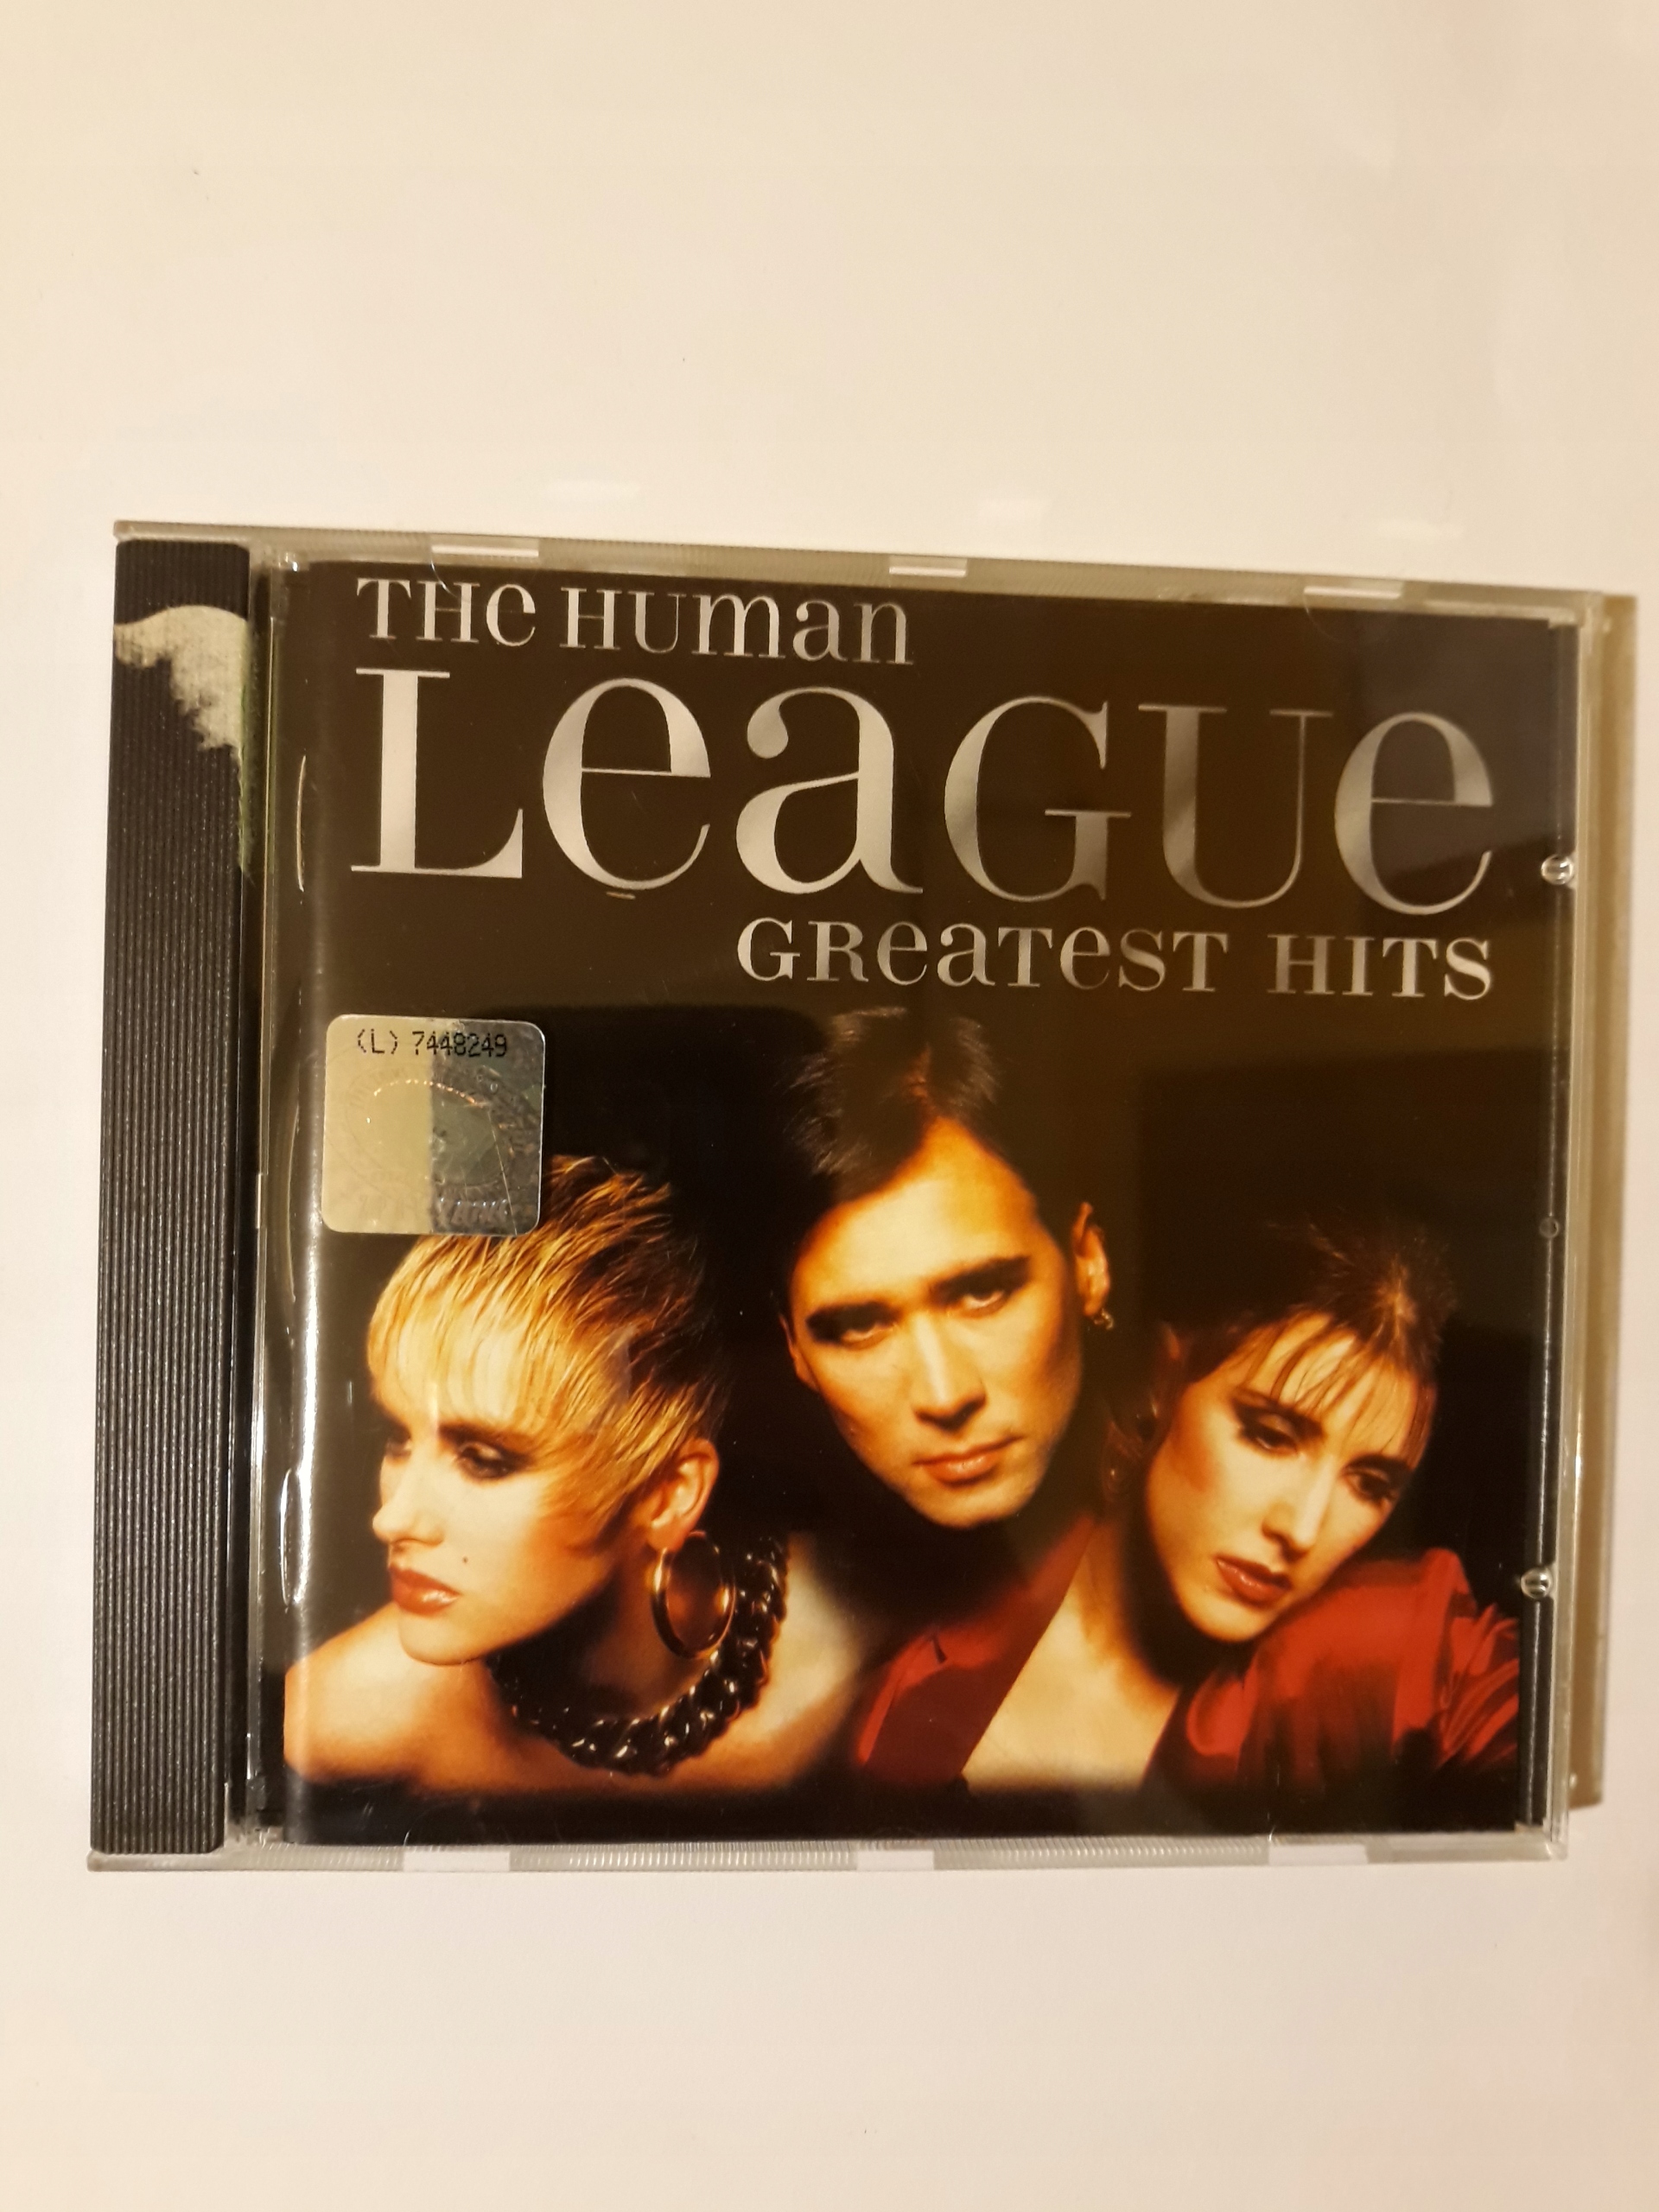 THe HUman
LeaGUe
GReaTesT HITS
(L) 7448249